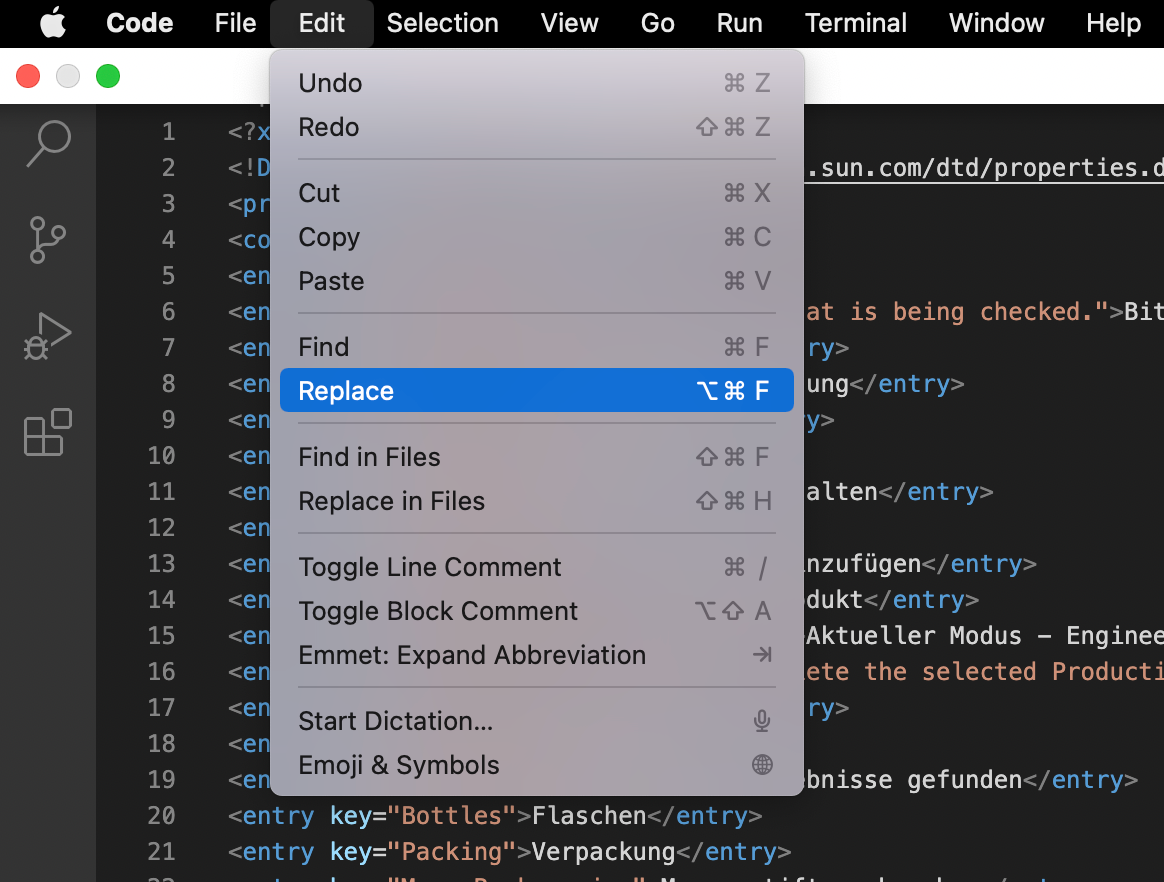 Code File Edit Selection View Go Run Terminal Window Help
Undo ⌘ Z
Redo ⇧⌘ Z
Cut ⌘ X
Copy ⌘ C
Paste ⌘ V
Find ⌘ F
Replace ⌥⌘ F
Find in Files ⇧⌘ F
Replace in Files ⇧⌘ H
Toggle Line Comment ⌘ /
Toggle Block Comment ⌥⇧ A
Emmet: Expand Abbreviation ⇥
Start Dictation...
Emoji & Symbols
1 <?x
2 <!D .sun.com/dtd/properties.d
3 <pr
4 <co
5 <en
6 <en at is being checked.">Bit
7 <en ry>
8 <en ung</entry>
9 <en y>
10 <en
11 <en alten</entry>
12 <en
13 <en nzufügen</entry>
14 <en dukt</entry>
15 <en >Aktueller Modus – Enginee
16 <en ete the selected Producti
17 <en ry>
18 <en
19 <en bnisse gefunden</entry>
20 <entry key="Bottles">Flaschen</entry>
21 <entry key="Packing">Verpackung</entry>